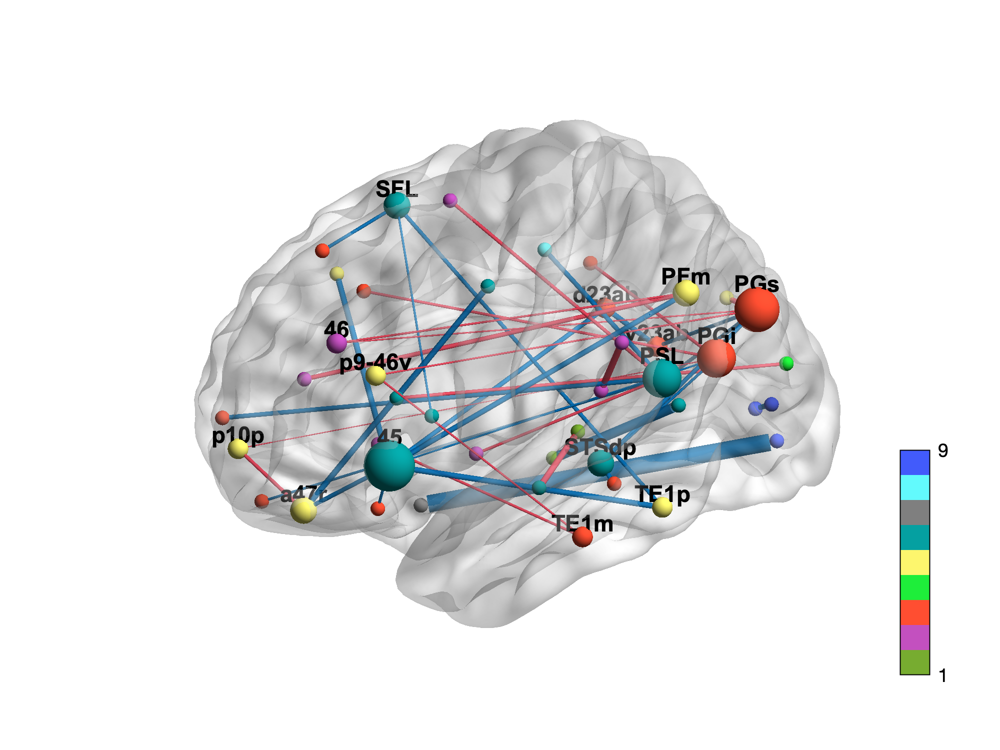 SFL
PFm
PGs
d23ab
46
v23ab
PGi
p9-46v
PSL
p10p
45
STSdp
9
a47r
TE1p
TE1m
1